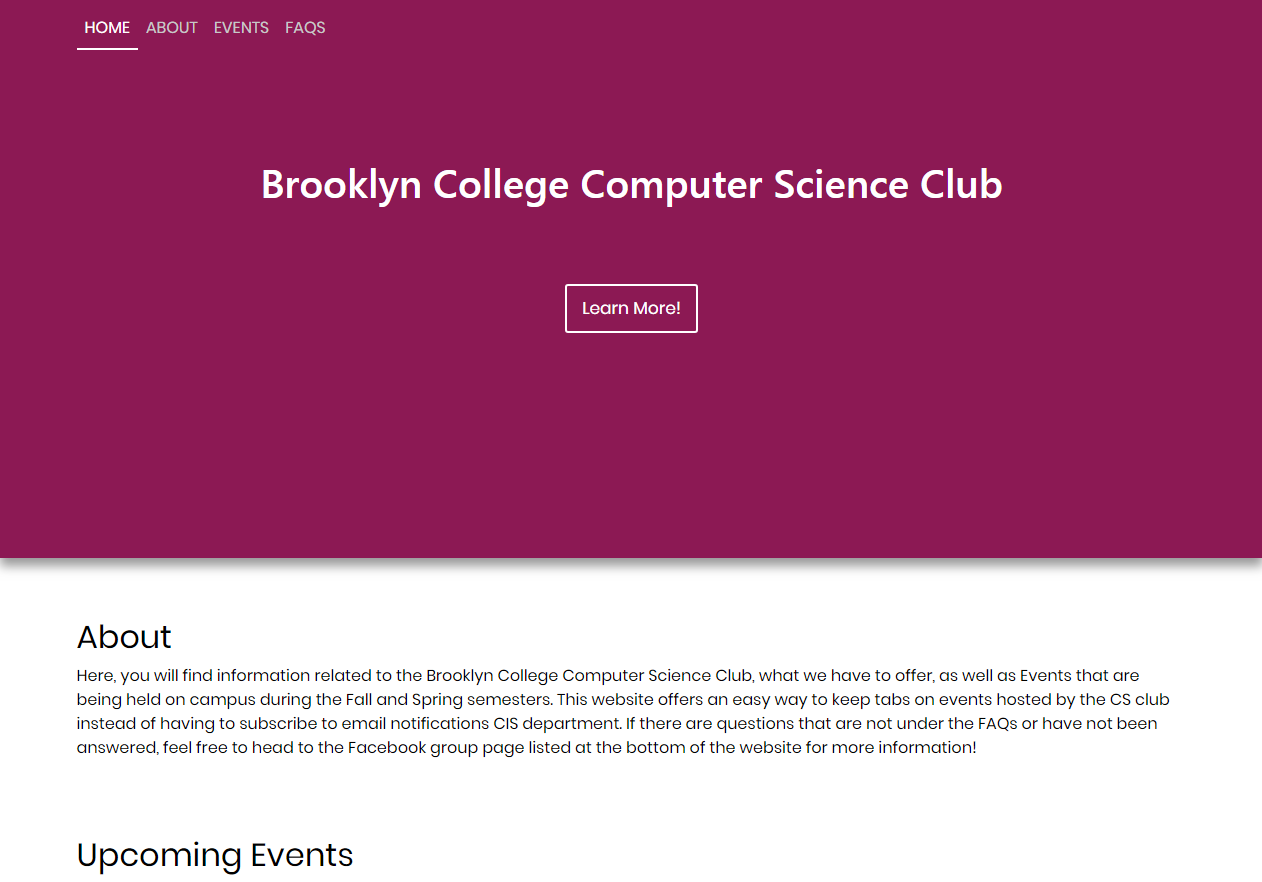 HOME ABOUT EVENTS FAQS
Brooklyn College Computer Science Club
Learn More!
About
Here, you will find information related to the Brooklyn College Computer Science Club, what we have to offer, as well as Events that are
being held on campus during the Fall and Spring semesters. This website offers an easy way to keep tabs on events hosted by the CS club
instead of having to subscribe to email notifications CIS department. If there are questions that are not under the FAQs or have not been
answered, feel free to head to the Facebook group page listed at the bottom of the website for more information!
Upcoming Events